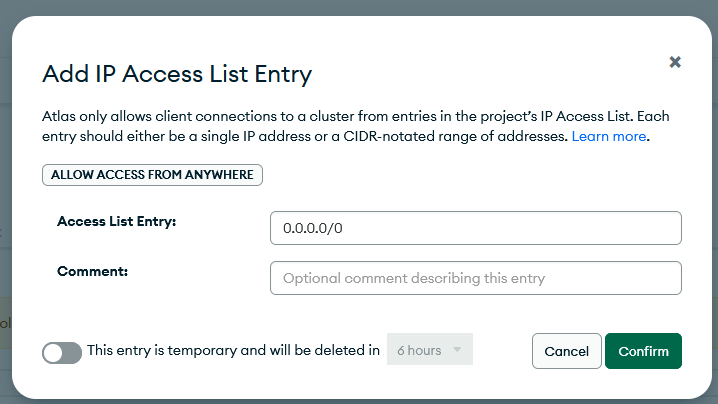 Add IP Access List Entry
Atlas only allows client connections to a cluster from entries in the project's IP Access List. Each
entry should either be a single IP address or a CIDR-notated range of addresses. Learn more.
ALLOW ACCESS FROM ANYWHERE
Access List Entry:
0.0.0.0/0
Comment:
Optional comment describing this entry
This entry is temporary and will be deleted in
6 hours
Cancel
Confirm